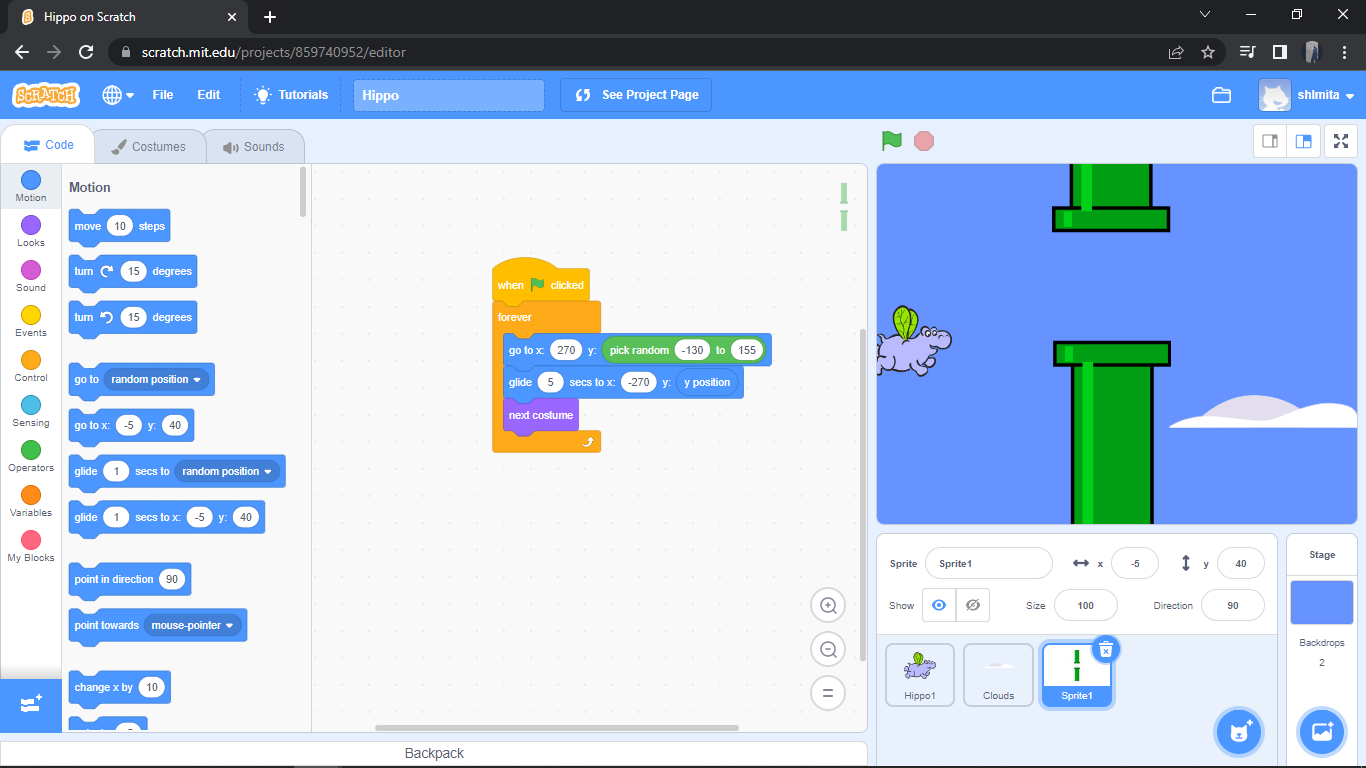 Hippo on Scratch
scratch.mit.edu/projects/859740952/editor
SCRATCH
File
Edit
Tutorials
Hippo
See Project Page
shlmita
Code
Costumes
Sounds
Motion
Looks
Sound
Events
Control
Sensing
Operators
Variables
My Blocks
Motion
move 10 steps
turn 15 degrees
turn 15 degrees
go to random position
go to x: -5 y: 40
glide 1 secs to random position
glide 1 secs to x: -5 y: 40
point in direction 90
point towards mouse-pointer
change x by 10
when clicked
forever
go to x: 270 y: pick random -130 to 155
glide 5 secs to x: -270 y: y position
next costume
Sprite Sprite1 x -5 y 40
Show Size 100 Direction 90
Hippo1
Clouds
Sprite1
Stage
Backdrops
2
Backpack